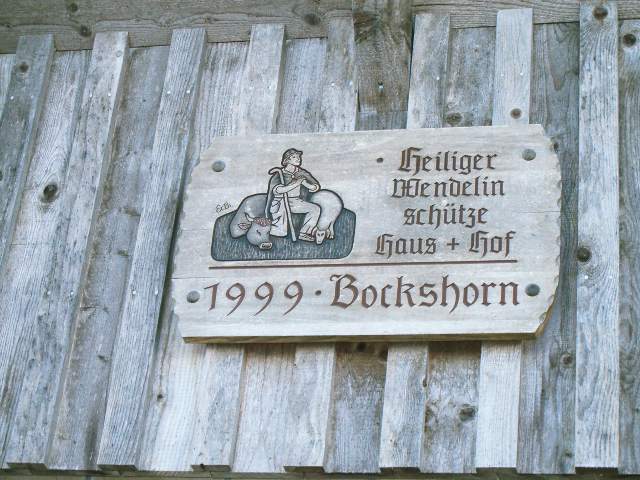 Heiliger
Wendelin
schütze
Haus + Hof
1999 · Bockshorn